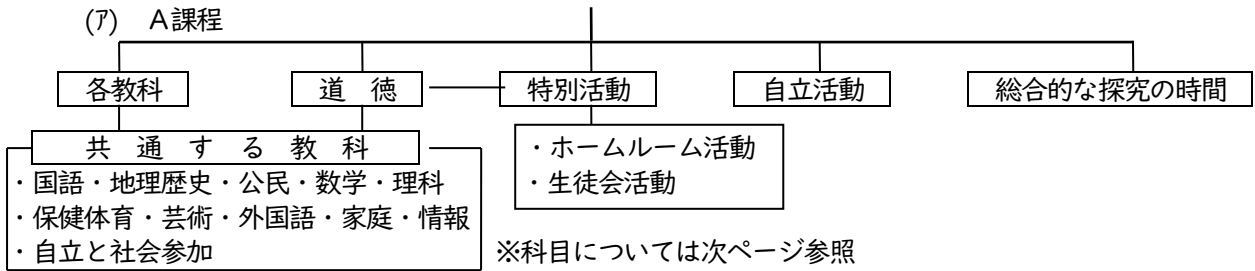 (ア) A課程
各教科 道 徳 特別活動 自立活動 総合的な探究の時間
共 通 す る 教 科
・国語・地理歴史・公民・数学・理科
・保健体育・芸術・外国語・家庭・情報
・自立と社会参加
・ホームルーム活動
・生徒会活動
※科目については次ページ参照